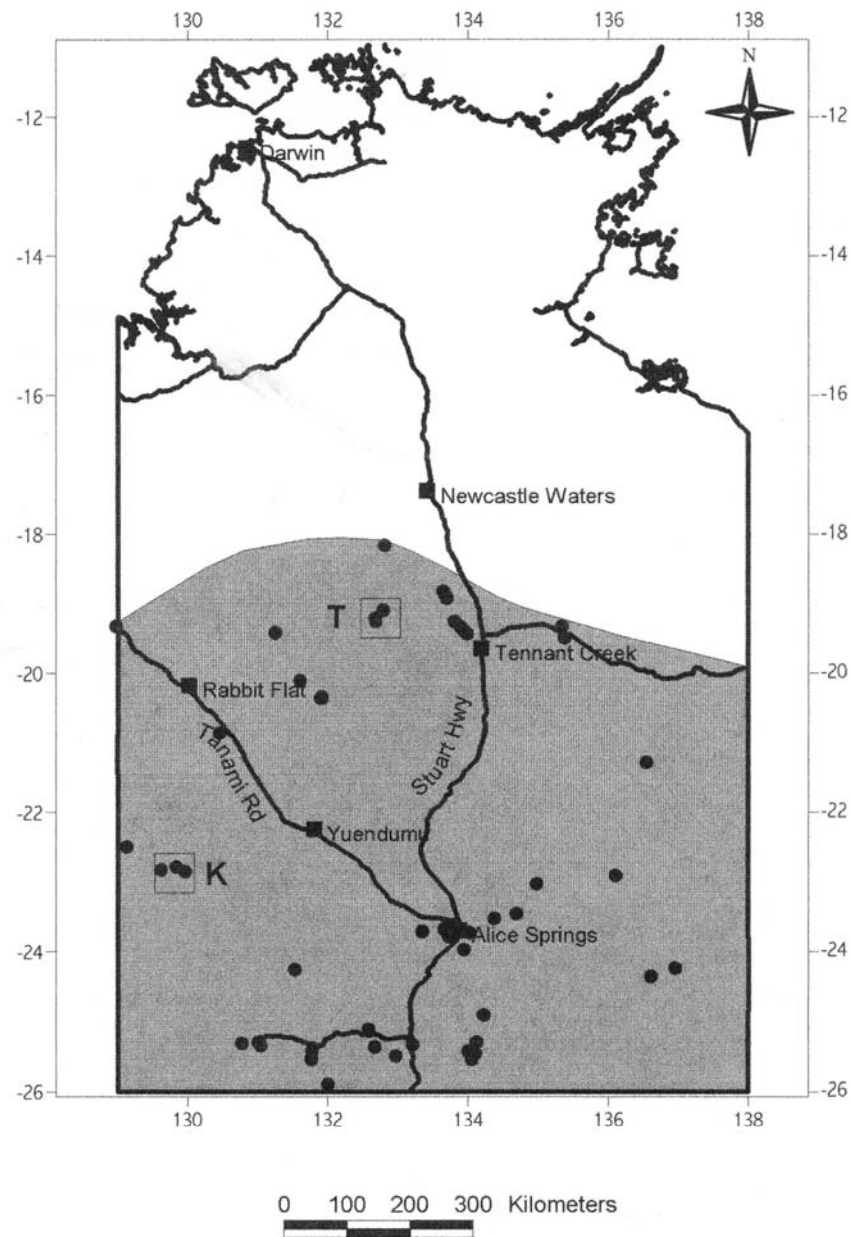 130 132 134 136 138
N
-12 -12
Darwin
-14 -14
-16 -16
Newcastle Waters
-18 -18
T
Tennant Creek
-20 -20
Rabbit Flat
Stuart Hwy
Tanami Rd
-22 -22
Yuendumu
K
Alice Springs
-24 -24
-26 -26
130 132 134 136 138
0 100 200 300 Kilometers